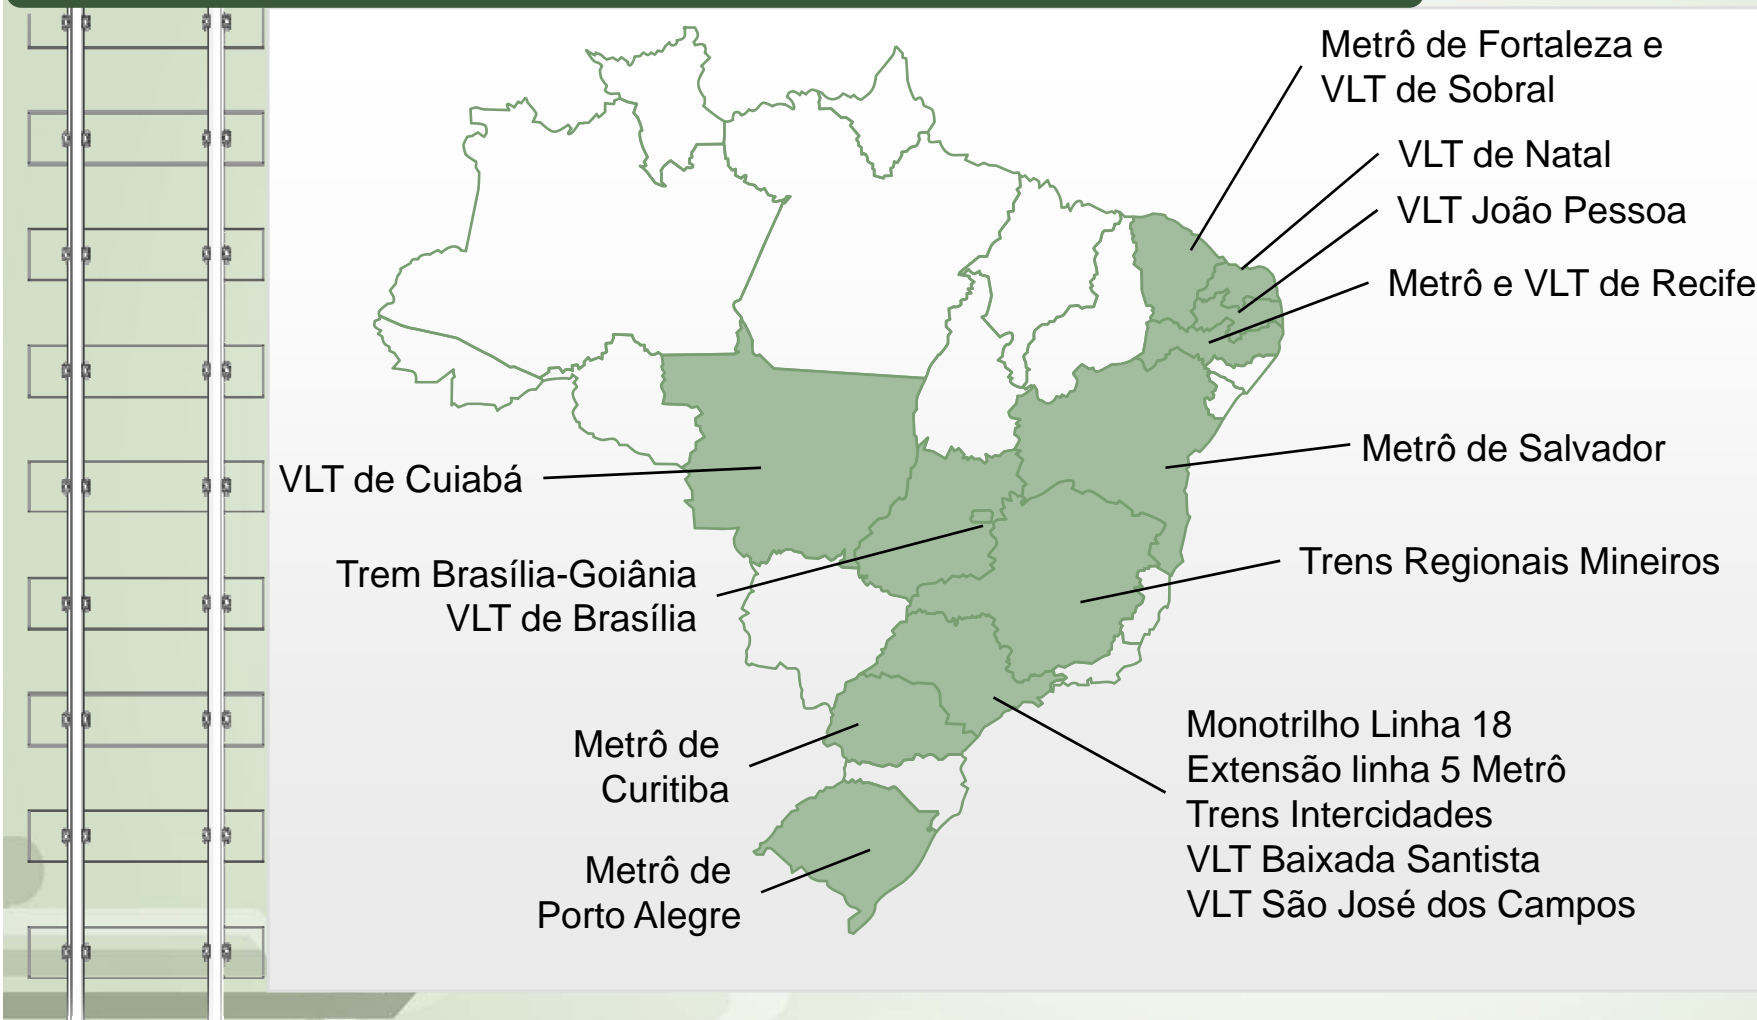 Metrô de Fortaleza e
VLT de Sobral
VLT de Natal
VLT João Pessoa
Metrô e VLT de Recife
Metrô de Salvador
VLT de Cuiabá
Trem Brasília-Goiânia
VLT de Brasília
Trens Regionais Mineiros
Metrô de
Curitiba
Monotrilho Linha 18
Extensão linha 5 Metrô
Trens Intercidades
VLT Baixada Santista
VLT São José dos Campos
Metrô de
Porto Alegre